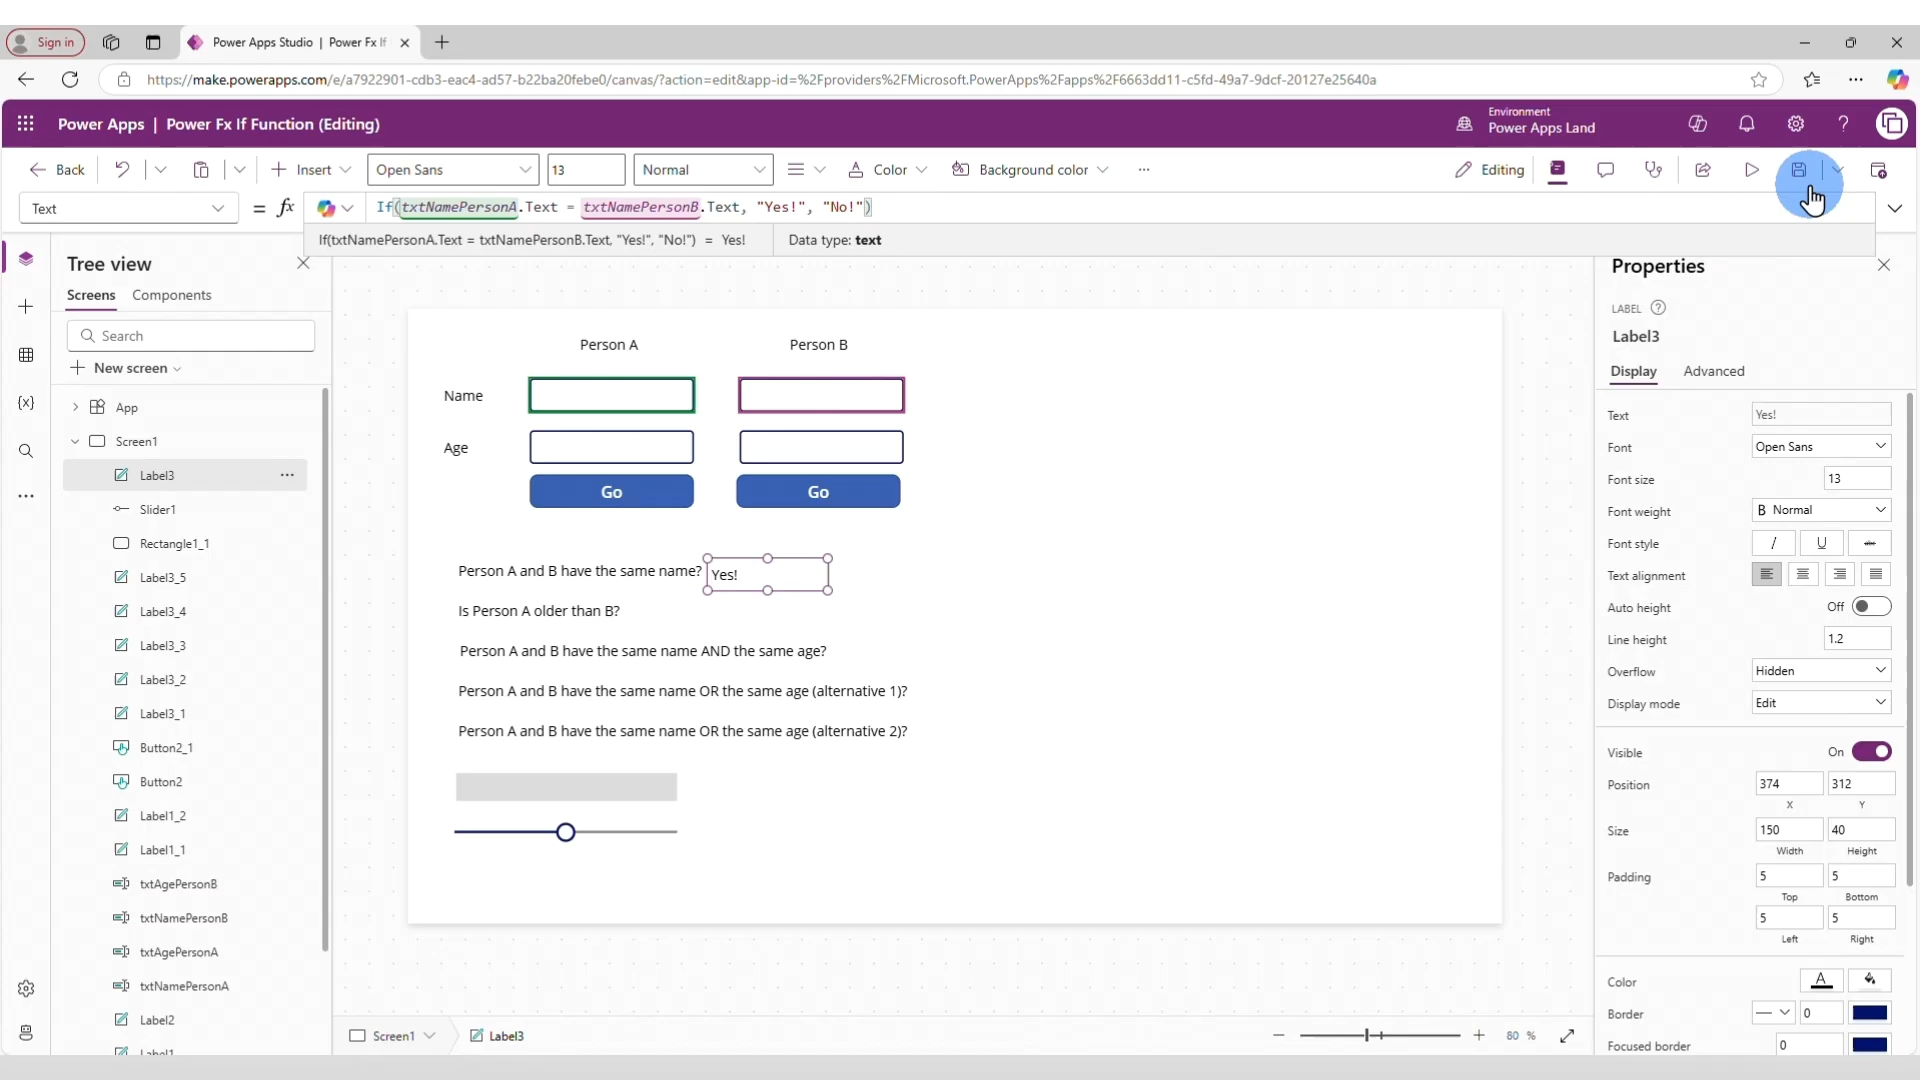 Sign in
Power Apps Studio | Power Fx If
https://make.powerapps.com/e/a7922901-cdb3-eac4-ad57-b22ba20febe0/canvas/?action=edit&app-id=%2Fproviders%2FMicrosoft.PowerApps%2Fapps%2F6663dd11-c5fd-49a7-9dcf-20127e25640a
Power Apps | Power Fx If Function (Editing)
Environment
Power Apps Land
Back
Insert
Open Sans
13
Normal
Color
Background color
...
Editing
Text
= fx
If(txtNamePersonA.Text = txtNamePersonB.Text, "Yes!", "No!")
If(txtNamePersonA.Text = txtNamePersonB.Text, "Yes!", "No!") = Yes!
Data type: text
Tree view
Screens
Components
Search
New screen
App
Screen1
Label3
Slider1
Rectangle1_1
Label3_5
Label3_4
Label3_3
Label3_2
Label3_1
Button2_1
Button2
Label1_2
Label1_1
txtAgePersonB
txtNamePersonB
txtAgePersonA
txtNamePersonA
Label2
Label1
Person A
Person B
Name
Age
Go
Go
Person A and B have the same name?
Yes!
Is Person A older than B?
Person A and B have the same name AND the same age?
Person A and B have the same name OR the same age (alternative 1)?
Person A and B have the same name OR the same age (alternative 2)?
Screen1
Label3
80 %
Properties
LABEL
Label3
Display
Advanced
Text
Yes!
Font
Open Sans
Font size
13
Font weight
B Normal
Font style
Text alignment
Auto height
Off
Line height
1.2
Overflow
Hidden
Display mode
Edit
Visible
On
Position
374
312
X
Y
Size
150
40
Width
Height
Padding
5
5
Top
Bottom
5
5
Left
Right
Color
Border
0
Focused border
0